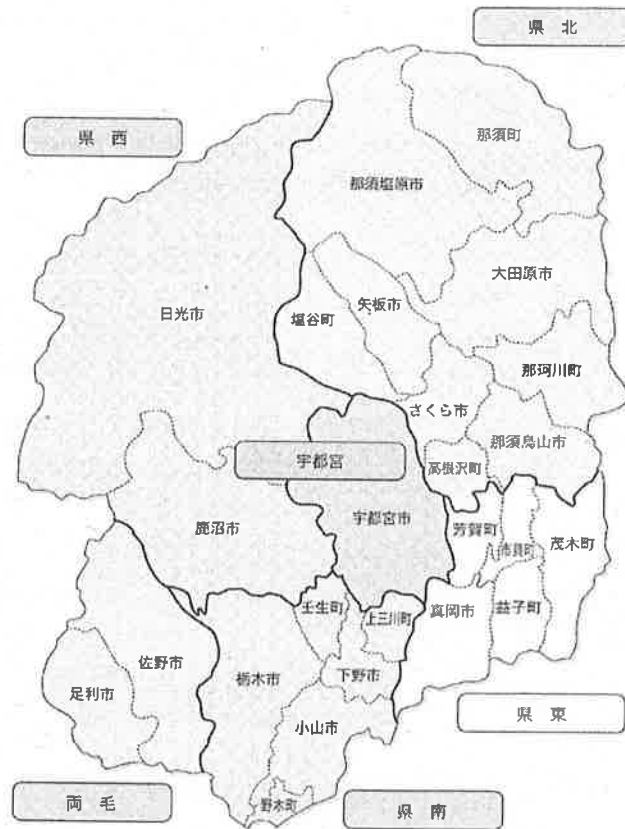 県 北
県 西
那須町
那須塩原市
大田原市
日光市
塩谷町
矢板市
那珂川町
さくら市
那須烏山市
宇都宮
高根沢町
宇都宮市
鹿沼市
芳賀町
市貝町
茂木町
壬生町
上三川町
真岡市
益子町
佐野市
栃木市
下野市
足利市
小山市
県 東
野木町
両 毛
県 南